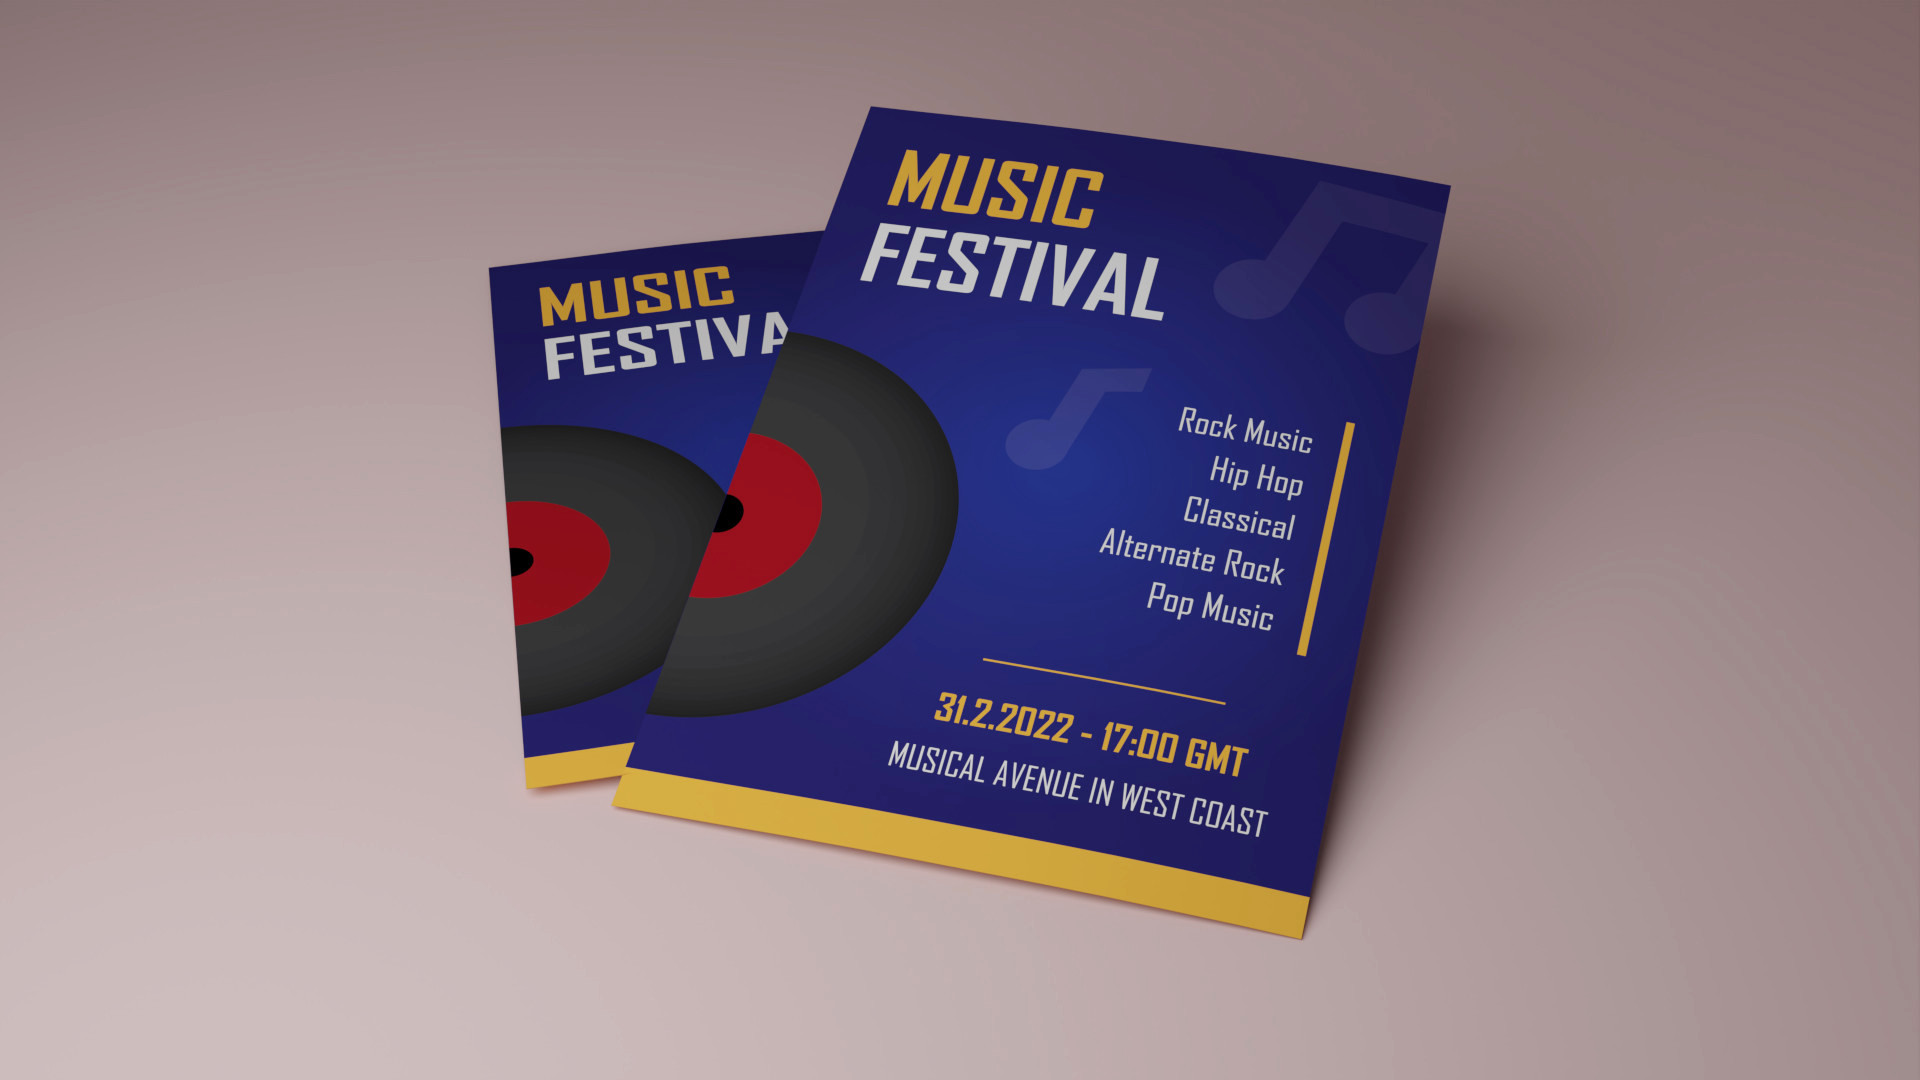 MUSIC
FESTIVA
MUSIC
FESTIVAL
Rock Music
Hip Hop
Classical
Alternate Rock
Pop Music
31.2.2022 - 17:00 GMT
MUSICAL AVENUE IN WEST COAST